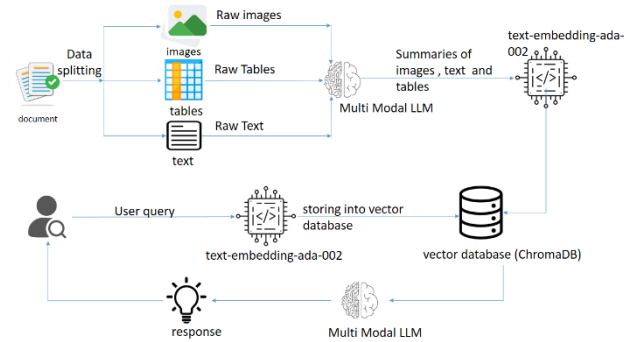 Raw images
text-embedding-ada-
002
Data
splitting
images
Summaries of
images , text  and
tables
Raw Tables
Multi Modal LLM
document
tables
Raw Text
text
User query
storing into vector
database
text-embedding-ada-002
vector database (ChromaDB)
response
Multi Modal LLM